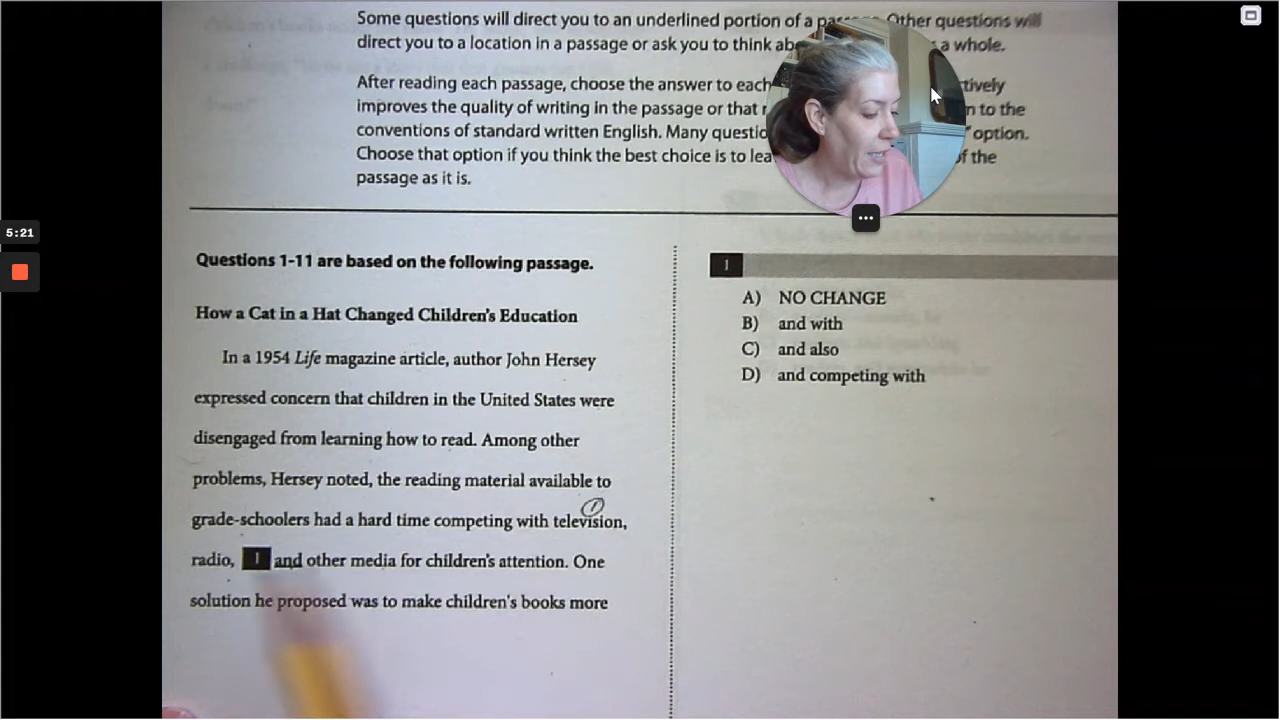 Some questions will direct you to an underlined portion of a Other questions will
direct you to a location in a passage or ask you to think a whole.
After reading each passage, choose the answer to each
improves the quality of writing in the passage or that n to the
conventions of standard written English. Many option.
Choose that option if you think the best choice is to of the
passage as it is.
5:21
Questions 1-11 are based on the following passage.
How a Cat in a Hat Changed Children's Education
In a 1954 Life magazine article, author John Hersey
expressed concern that children in the United States were
disengaged from learning how to read. Among other
problems, Hersey noted, the reading material available to
grade-schoolers had a hard time competing with television,
1
radio, 1 and other media for children's attention. One
solution he proposed was to make children's books more
1
A) NO CHANGE
B) and with
C) and also
D) and competing with